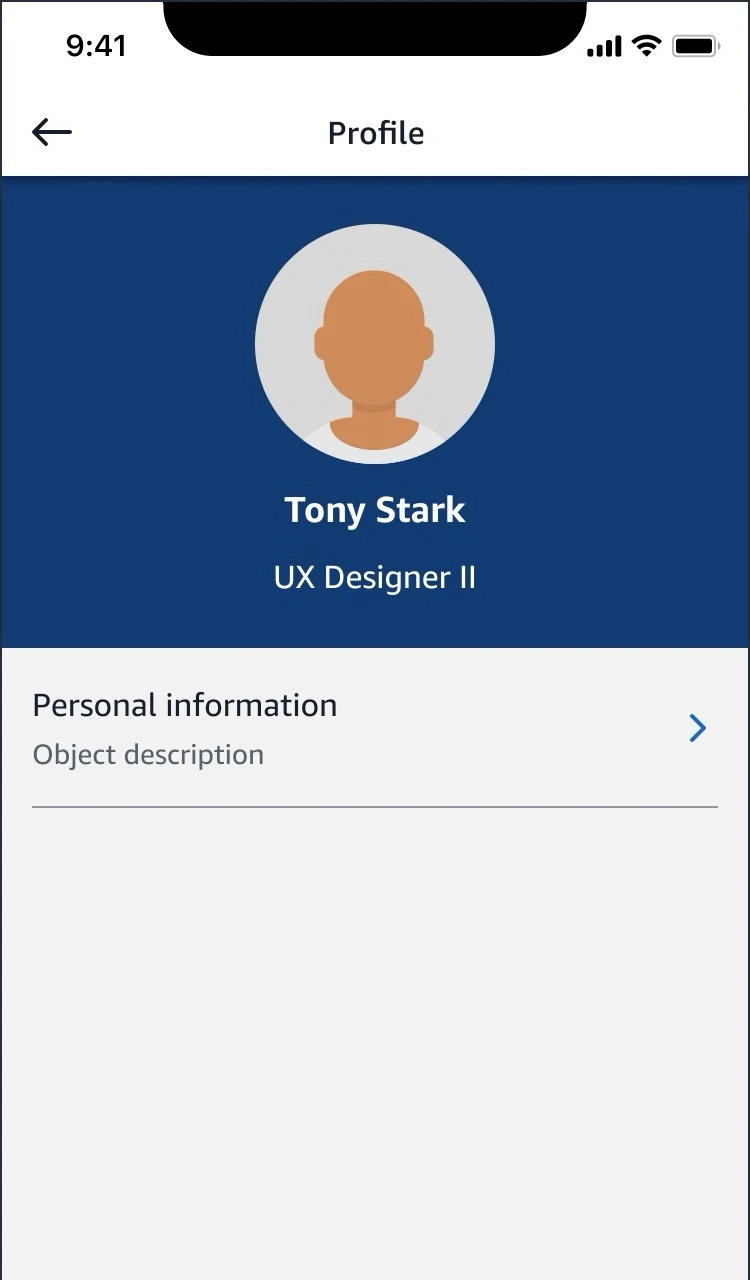 9:41
Profile
Tony Stark
UX Designer II
Personal information
Object description